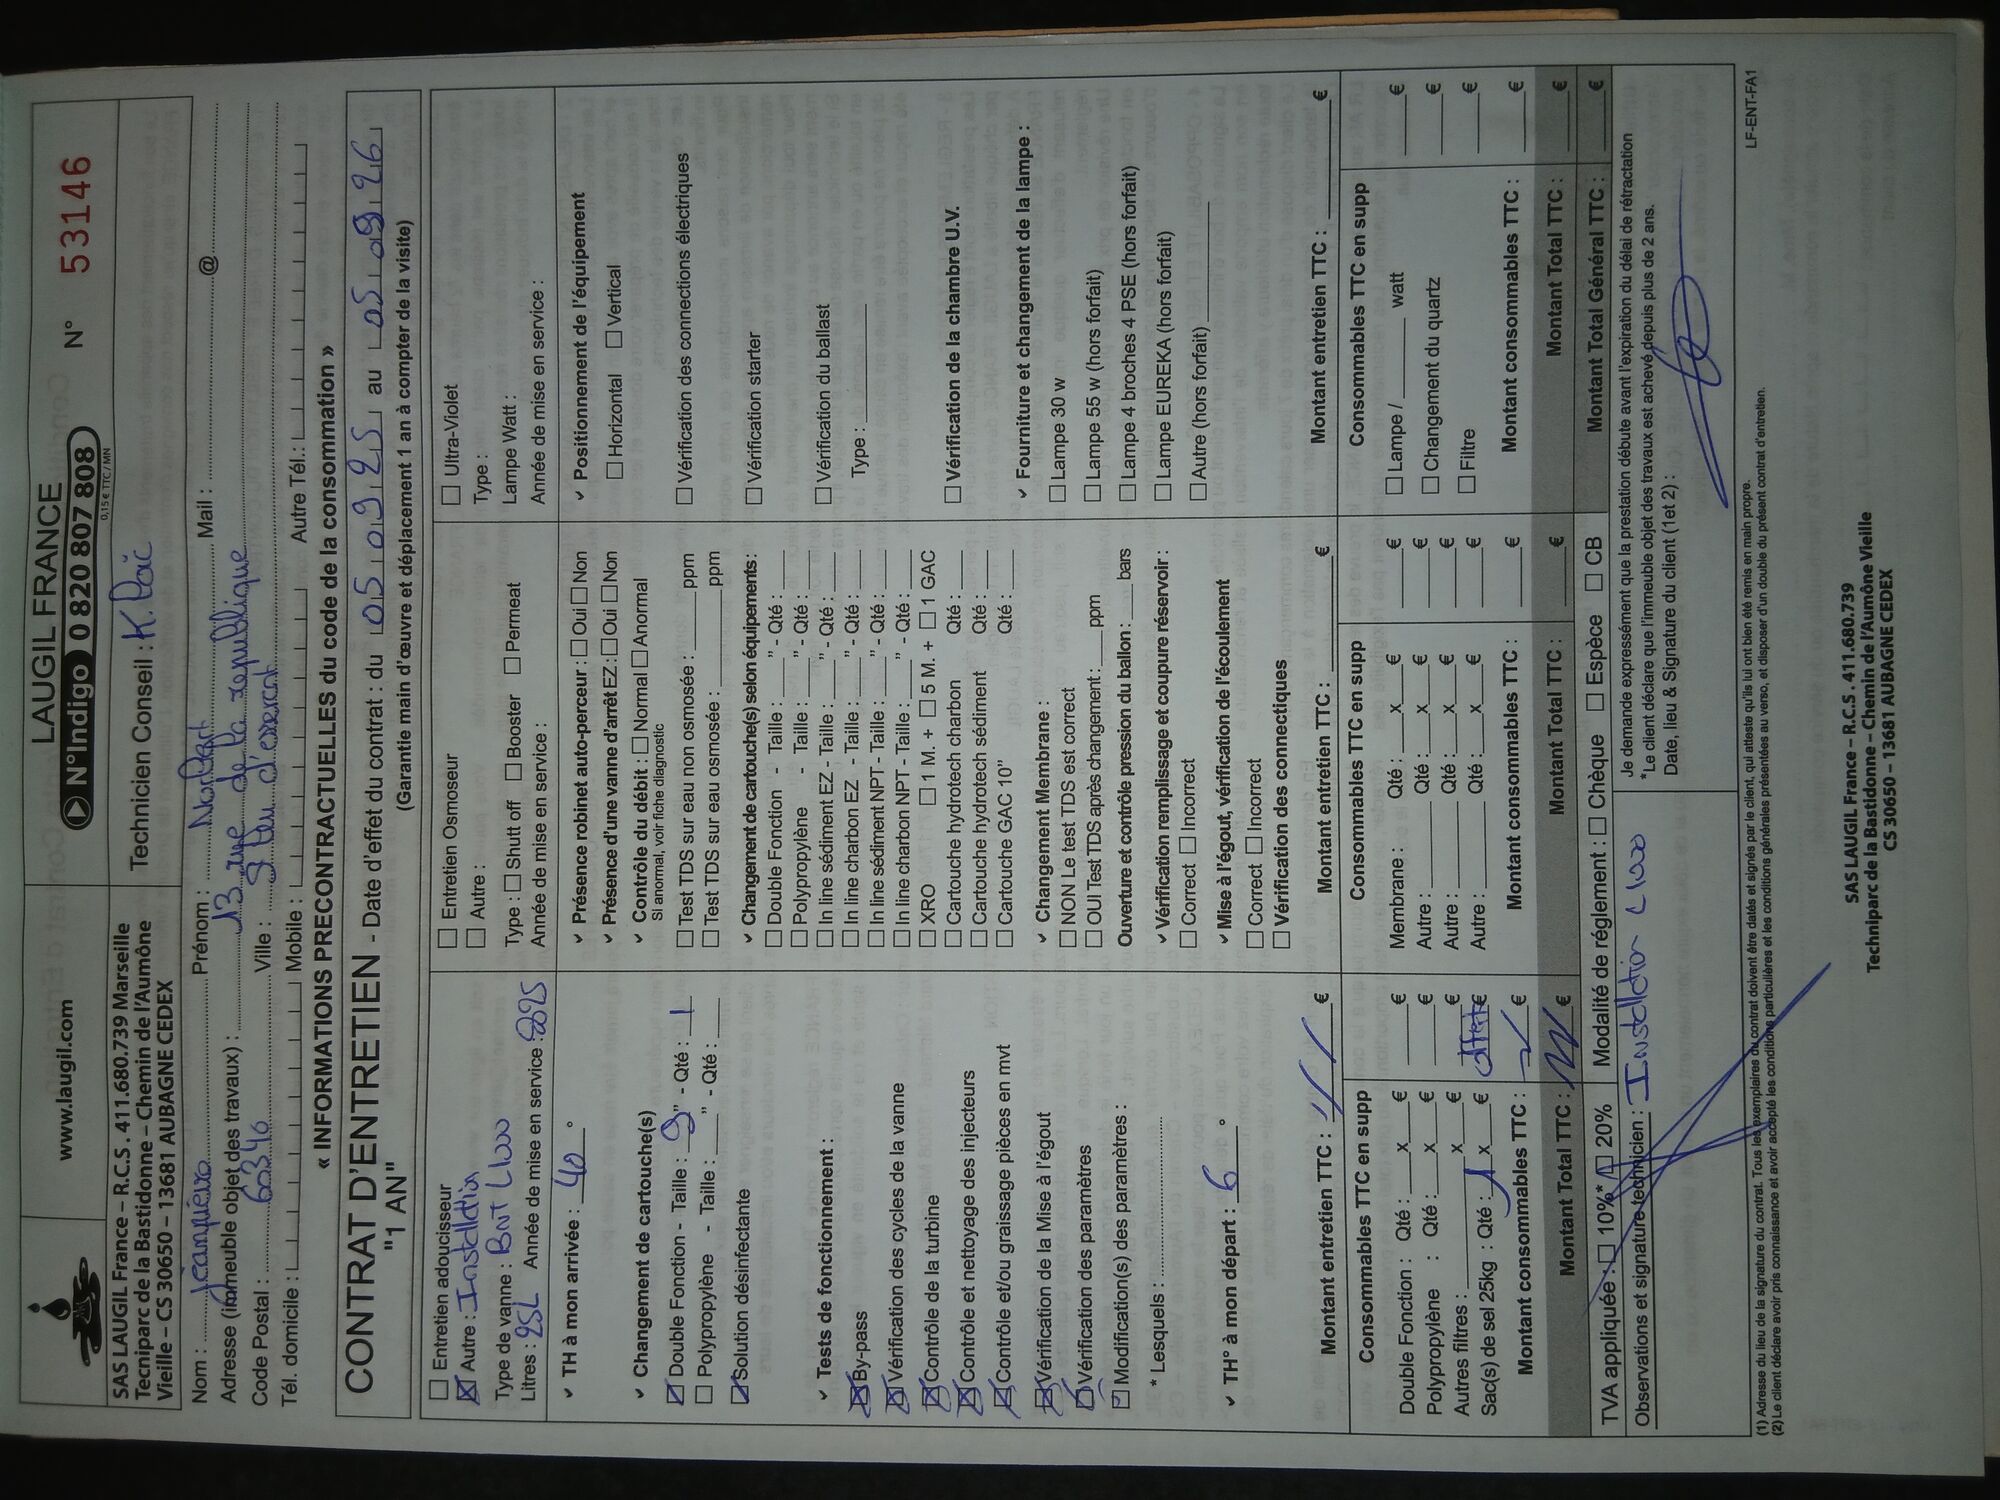 www.laugil.com
LAUGIL FRANCE
N°Indigo 0 820 807 808
0,15 € TTC / MN
N° 53146
SAS LAUGIL France – R.C.S . 411.680.739 Marseille
Tecniparc de la Bastidonne – Chemin de l'Aumône
Vieille – CS 30650 – 13681 AUBAGNE CEDEX
Technicien Conseil :
Nom : Prénom : Norbert Mail : @
Adresse (immeuble objet des travaux) : 13 rue de la republique
Code Postal : 60340 Ville : St leu d'esserent
Tél. domicile : Mobile : Autre Tél.:
« INFORMATIONS PRECONTRACTUELLES du code de la consommation »
CONTRAT D'ENTRETIEN - Date d'effet du contrat : du 05 09 25 au 05 09 26
"1 AN" (Garantie main d'œuvre et déplacement 1 an à compter de la visite)
Entretien adoucisseur
Autre : Installation
Type de vanne : BNT L1000
Litres : 25L Année de mise en service : 2025
TH à mon arrivée : 40 °
Changement de cartouche(s)
Double Fonction - Taille : 9" - Qté : 1
Polypropylène - Taille : " - Qté :
Solution désinfectante
Tests de fonctionnement :
By-pass
Vérification des cycles de la vanne
Contrôle de la turbine
Contrôle et nettoyage des injecteurs
Contrôle et/ou graissage pièces en mvt
Vérification de la Mise à l'égout
Vérification des paramètres
Modification(s) des paramètres :
* Lesquels :
TH° à mon départ : 6 °
Montant entretien TTC : €
Consommables TTC en supp
Double Fonction : Qté : x € €
Polypropylène : Qté : x € €
Autres filtres : x € €
Sac(s) de sel 25kg : Qté : 1 x € offerte €
Montant consommables TTC : €
Montant Total TTC : €
Entretien Osmoseur
Autre :
Type : Shutt off Booster Permeat
Année de mise en service :
Présence robinet auto-perceur : Oui Non
Présence d'une vanne d'arrêt EZ : Oui Non
Contrôle du débit : Normal Anormal
Si anormal, voir fiche diagnostic
Test TDS sur eau non osmosée : ppm
Test TDS sur eau osmosée : ppm
Changement de cartouche(s) selon équipements :
Double Fonction - Taille : " - Qté :
Polypropylène - Taille : " - Qté :
In line sédiment EZ - Taille : " - Qté :
In line charbon EZ - Taille : " - Qté :
In line sédiment NPT - Taille : " - Qté :
In line charbon NPT - Taille : " - Qté :
XRO 1 M. + 5 M. + 1 GAC
Cartouche hydrotech charbon Qté :
Cartouche hydrotech sédiment Qté :
Cartouche GAC 10" Qté :
Changement Membrane :
NON Le test TDS est correct
OUI Test TDS après changement : ppm
Ouverture et contrôle pression du ballon : bars
Vérification remplissage et coupure réservoir :
Correct Incorrect
Mise à l'égout, vérification de l'écoulement
Correct Incorrect
Vérification des connectiques
Montant entretien TTC : €
Consommables TTC en supp
Membrane : Qté : x € €
Autre : Qté : x € €
Autre : Qté : x € €
Autre : Qté : x € €
Montant consommables TTC : €
Montant Total TTC : €
Ultra-Violet
Type :
Lampe Watt :
Année de mise en service :
Positionnement de l'équipement
Horizontal Vertical
Vérification des connections électriques
Vérification starter
Vérification du ballast
Type :
Vérification de la chambre U.V.
Fourniture et changement de la lampe :
Lampe 30 w
Lampe 55 w (hors forfait)
Lampe 4 broches 4 PSE (hors forfait)
Lampe EUREKA (hors forfait)
Autre (hors forfait)
Montant entretien TTC : €
Consommables TTC en supp
Lampe / watt €
Changement du quartz €
Filtre €
Montant consommables TTC : €
Montant Total TTC : €
TVA appliquée : 10%* 20% Modalité de réglement : Chèque Espèce CB Montant Total Général TTC : €
Observations et signature technicien : Installation L1000
Je demande expressément que la prestation débute avant l'expiration du délai de rétractation
*Le client déclare que l'immeuble objet des travaux est achevé depuis plus de 2 ans.
Date, lieu & Signature du client (1et 2) :
(1) Adresse du lieu de la signature du contrat. Tous les exemplaires du contrat doivent être datés et signés par le client, qui atteste qu'ils lui ont bien été remis en main propre.
(2) Le client déclare avoir pris connaissance et avoir accepté les conditions particulières et les conditions générales présentées au verso, et disposer d'un double du présent contrat d'entretien.
LF-ENT-FA1
SAS LAUGIL France – R.C.S . 411.680.739
Techniparc de la Bastidonne – Chemin de l'Aumône Vieille
CS 30650 – 13681 AUBAGNE CEDEX